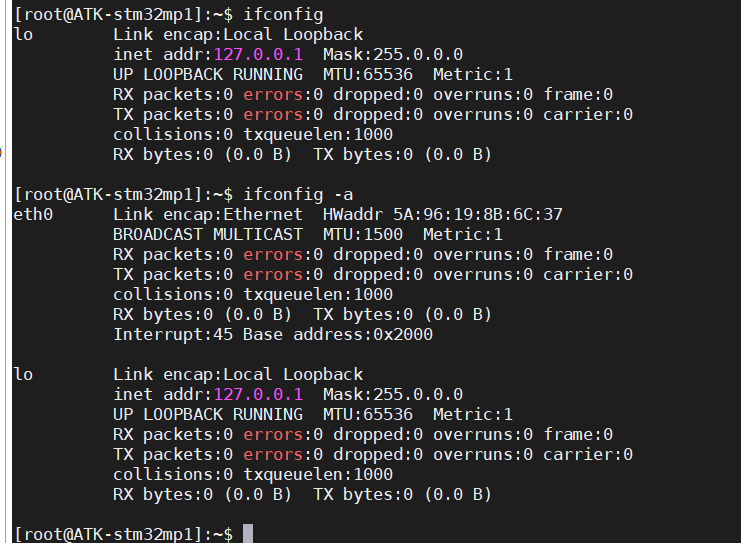 [root@ATK-stm32mp1]:~$ ifconfig
lo        Link encap:Local Loopback
          inet addr:127.0.0.1  Mask:255.0.0.0
          UP LOOPBACK RUNNING  MTU:65536  Metric:1
          RX packets:0 errors:0 dropped:0 overruns:0 frame:0
          TX packets:0 errors:0 dropped:0 overruns:0 carrier:0
          collisions:0 txqueuelen:1000
          RX bytes:0 (0.0 B)  TX bytes:0 (0.0 B)
[root@ATK-stm32mp1]:~$ ifconfig -a
eth0      Link encap:Ethernet  HWaddr 5A:96:19:8B:6C:37
          BROADCAST MULTICAST  MTU:1500  Metric:1
          RX packets:0 errors:0 dropped:0 overruns:0 frame:0
          TX packets:0 errors:0 dropped:0 overruns:0 carrier:0
          collisions:0 txqueuelen:1000
          RX bytes:0 (0.0 B)  TX bytes:0 (0.0 B)
          Interrupt:45 Base address:0x2000
lo        Link encap:Local Loopback
          inet addr:127.0.0.1  Mask:255.0.0.0
          UP LOOPBACK RUNNING  MTU:65536  Metric:1
          RX packets:0 errors:0 dropped:0 overruns:0 frame:0
          TX packets:0 errors:0 dropped:0 overruns:0 carrier:0
          collisions:0 txqueuelen:1000
          RX bytes:0 (0.0 B)  TX bytes:0 (0.0 B)
[root@ATK-stm32mp1]:~$